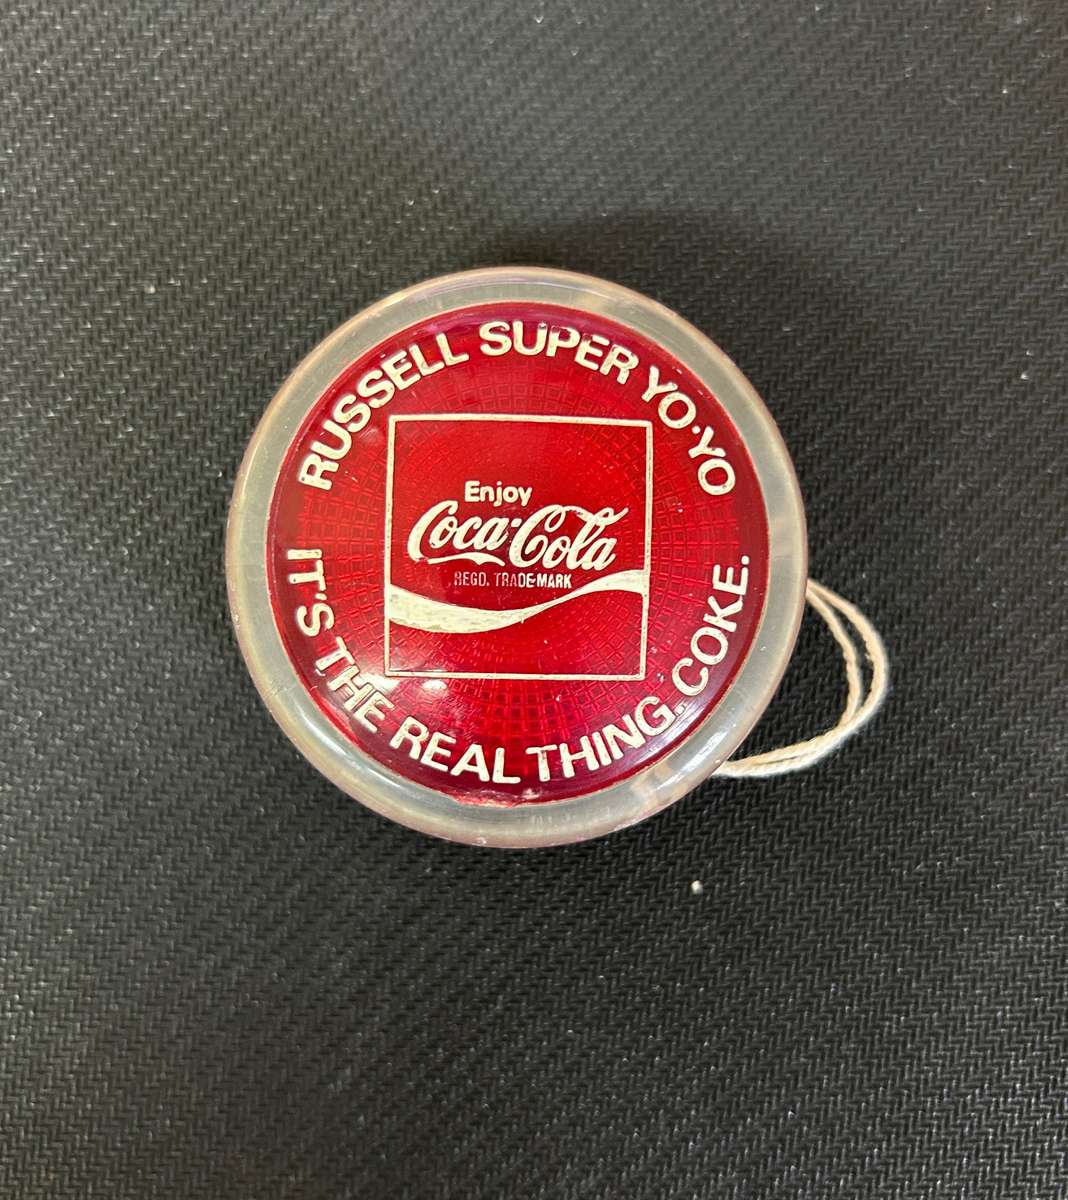 RUSSELL SUPER YO·YO
Enjoy
Coca-Cola
REGD. TRADE-MARK
IT'S THE REAL THING. COKE.